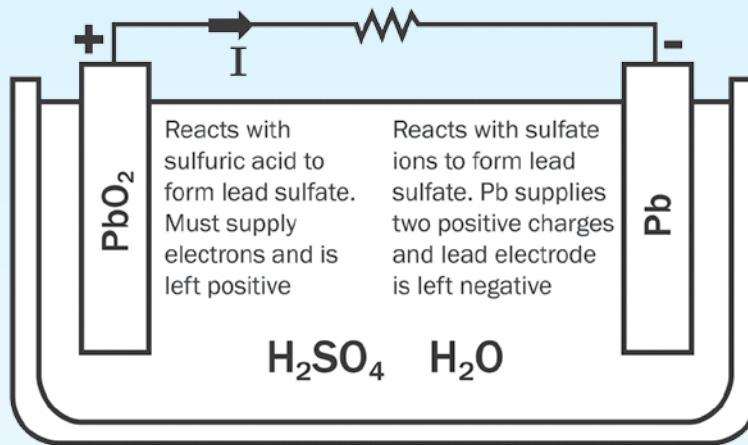 +
-
I
Reacts with
sulfuric acid to
form lead sulfate.
Must supply
electrons and is
left positive
Reacts with sulfate
ions to form lead
sulfate. Pb supplies
two positive charges
and lead electrode
is left negative
PbO₂
Pb
H₂SO₄ H₂O